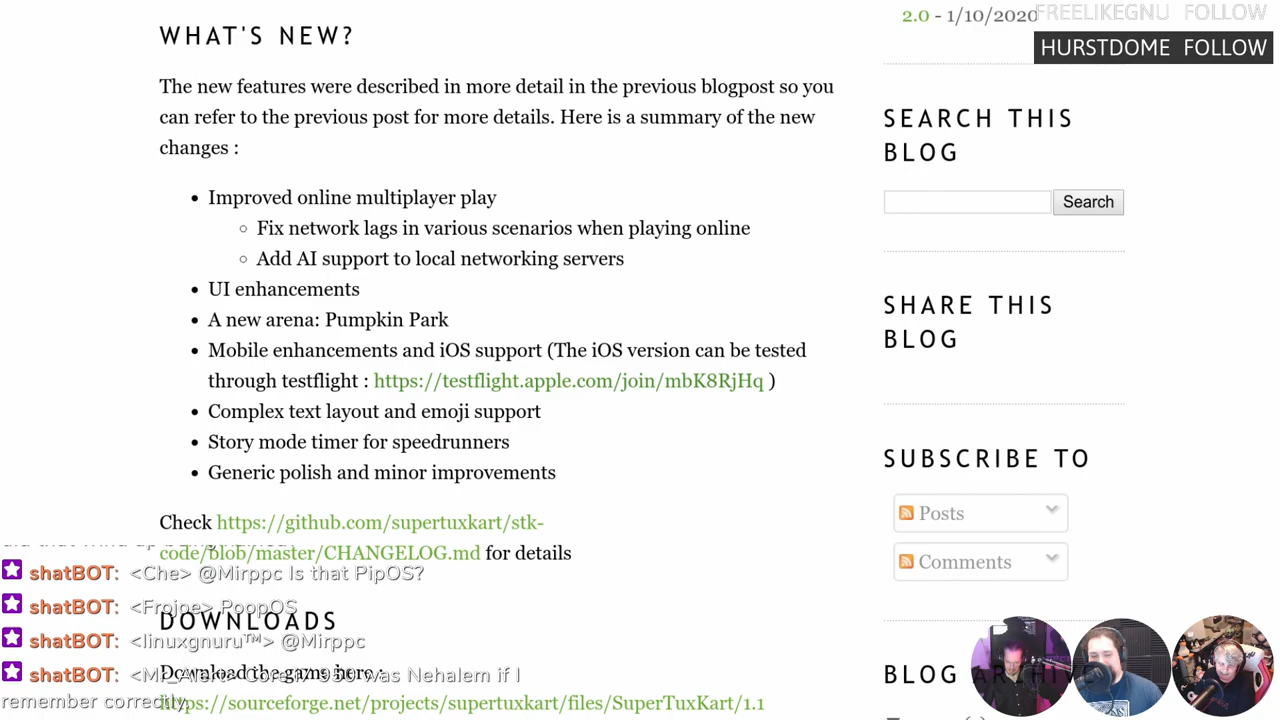 WHAT'S NEW?
The new features were described in more detail in the previous blogpost so you
can refer to the previous post for more details. Here is a summary of the new
changes :
Improved online multiplayer play
Fix network lags in various scenarios when playing online
Add AI support to local networking servers
UI enhancements
A new arena: Pumpkin Park
Mobile enhancements and iOS support (The iOS version can be tested
through testflight : https://testflight.apple.com/join/mbK8RjHq )
Complex text layout and emoji support
Story mode timer for speedrunners
Generic polish and minor improvements
Check https://github.com/supertuxkart/stk-
code/blob/master/CHANGELOG.md for details
DOWNLOADS
Download the game here :
https://sourceforge.net/projects/supertuxkart/files/SuperTuxKart/1.1
shatBOT: <Che> @Mirppc Is that PipOS?
shatBOT: <Frojoe> PoopOS
shatBOT: <linuxgnuru™> @Mirppc
was Nehalem if I
remember correctly.
2.0 - 1/10/2020
FREELIKEGNU FOLLOW
HURSTDOME FOLLOW
SEARCH THIS
BLOG
Search
SHARE THIS
BLOG
SUBSCRIBE TO
Posts
Comments
BLOG ARCHIVE